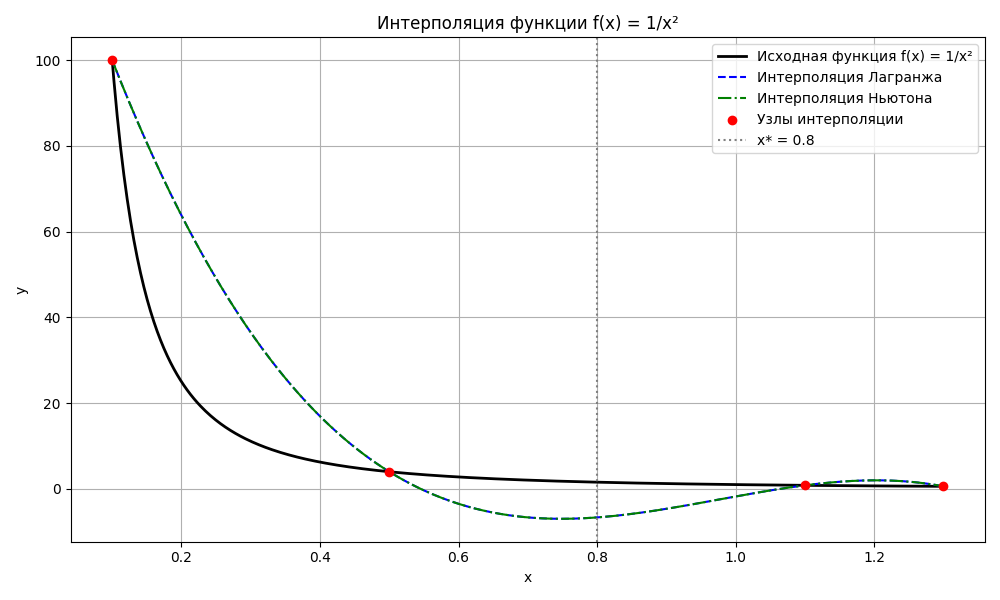 Интерполяция функции f(x) = 1/x²
Исходная функция f(x) = 1/x²
Интерполяция Лагранжа
Интерполяция Ньютона
Узлы интерполяции
x* = 0.8
100
80
60
40
20
0
y
0.2 0.4 0.6 0.8 1.0 1.2
x